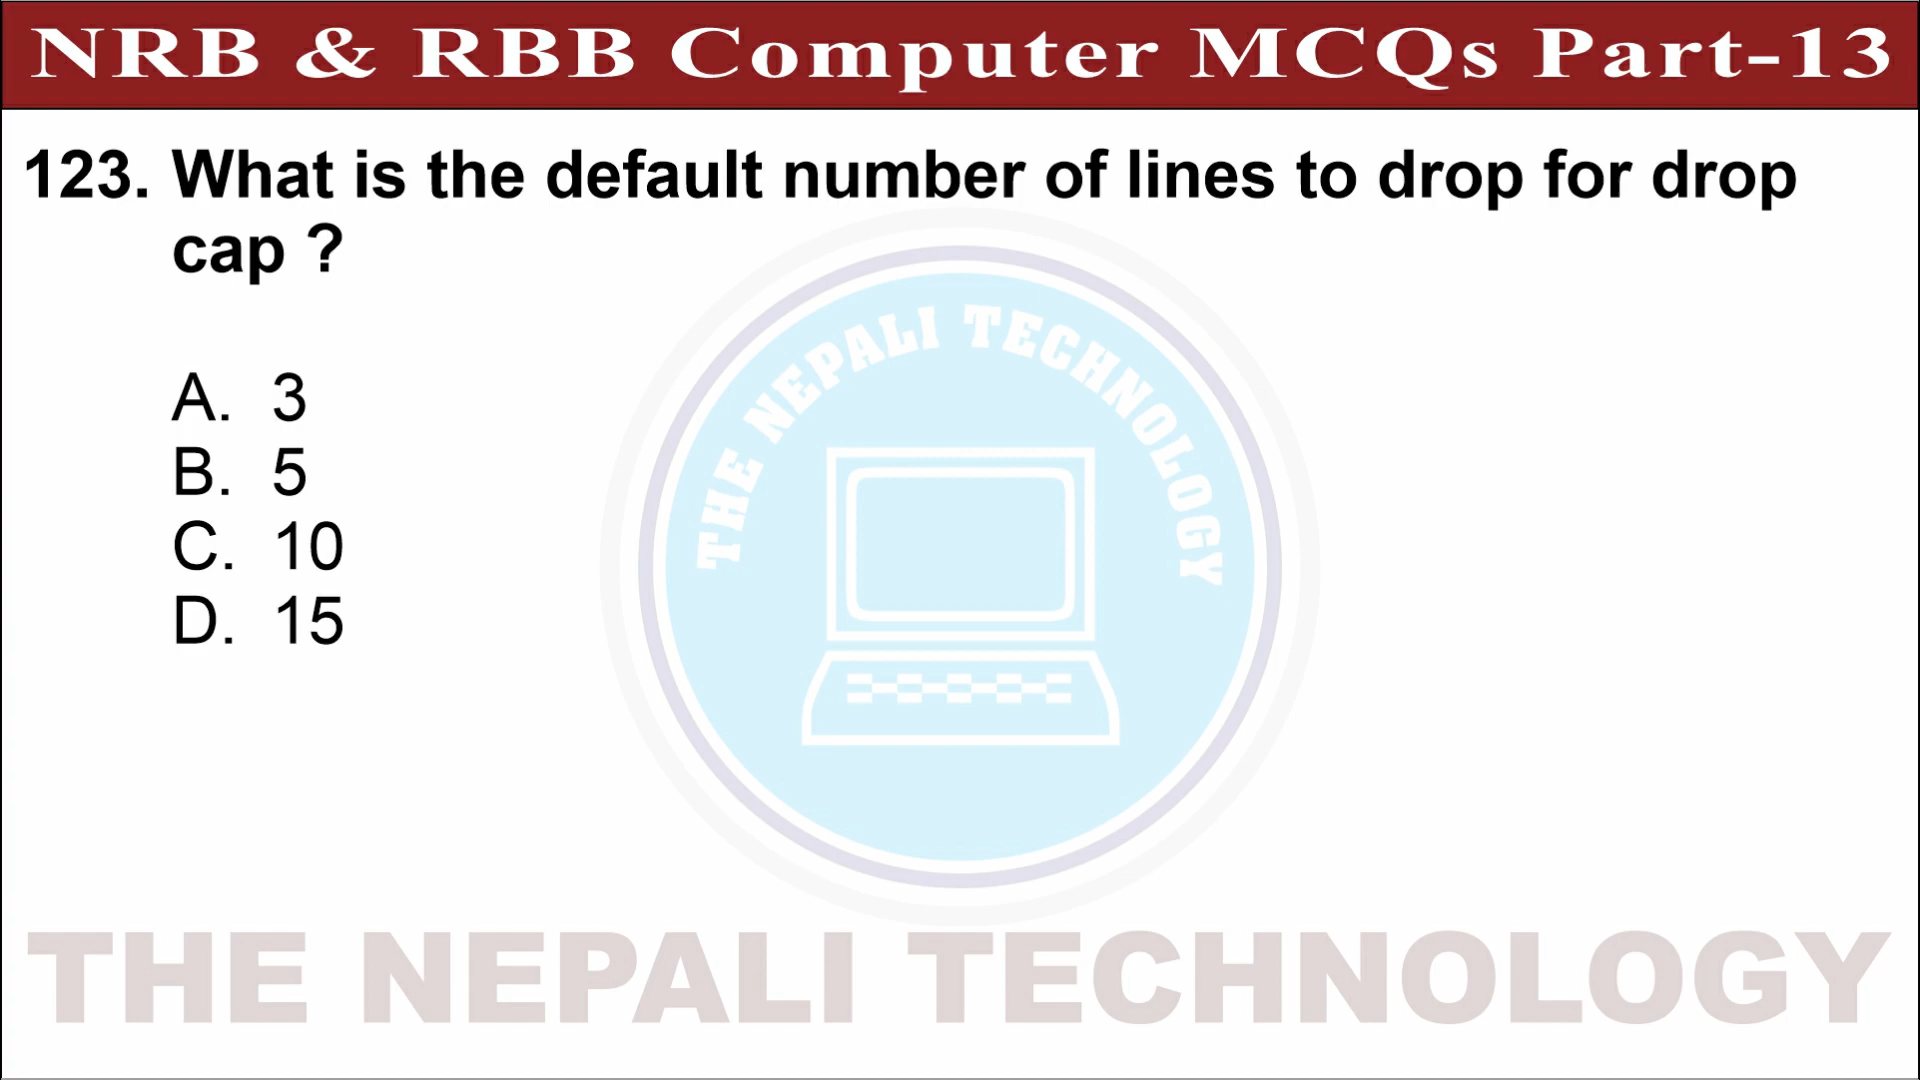 NRB & RBB Computer MCQs Part-13
123. What is the default number of lines to drop for drop
cap ?
A. 3
B. 5
C. 10
D. 15
THE NEPALI TECHNOLOGY
THE NEPALI TECHNOLOGY